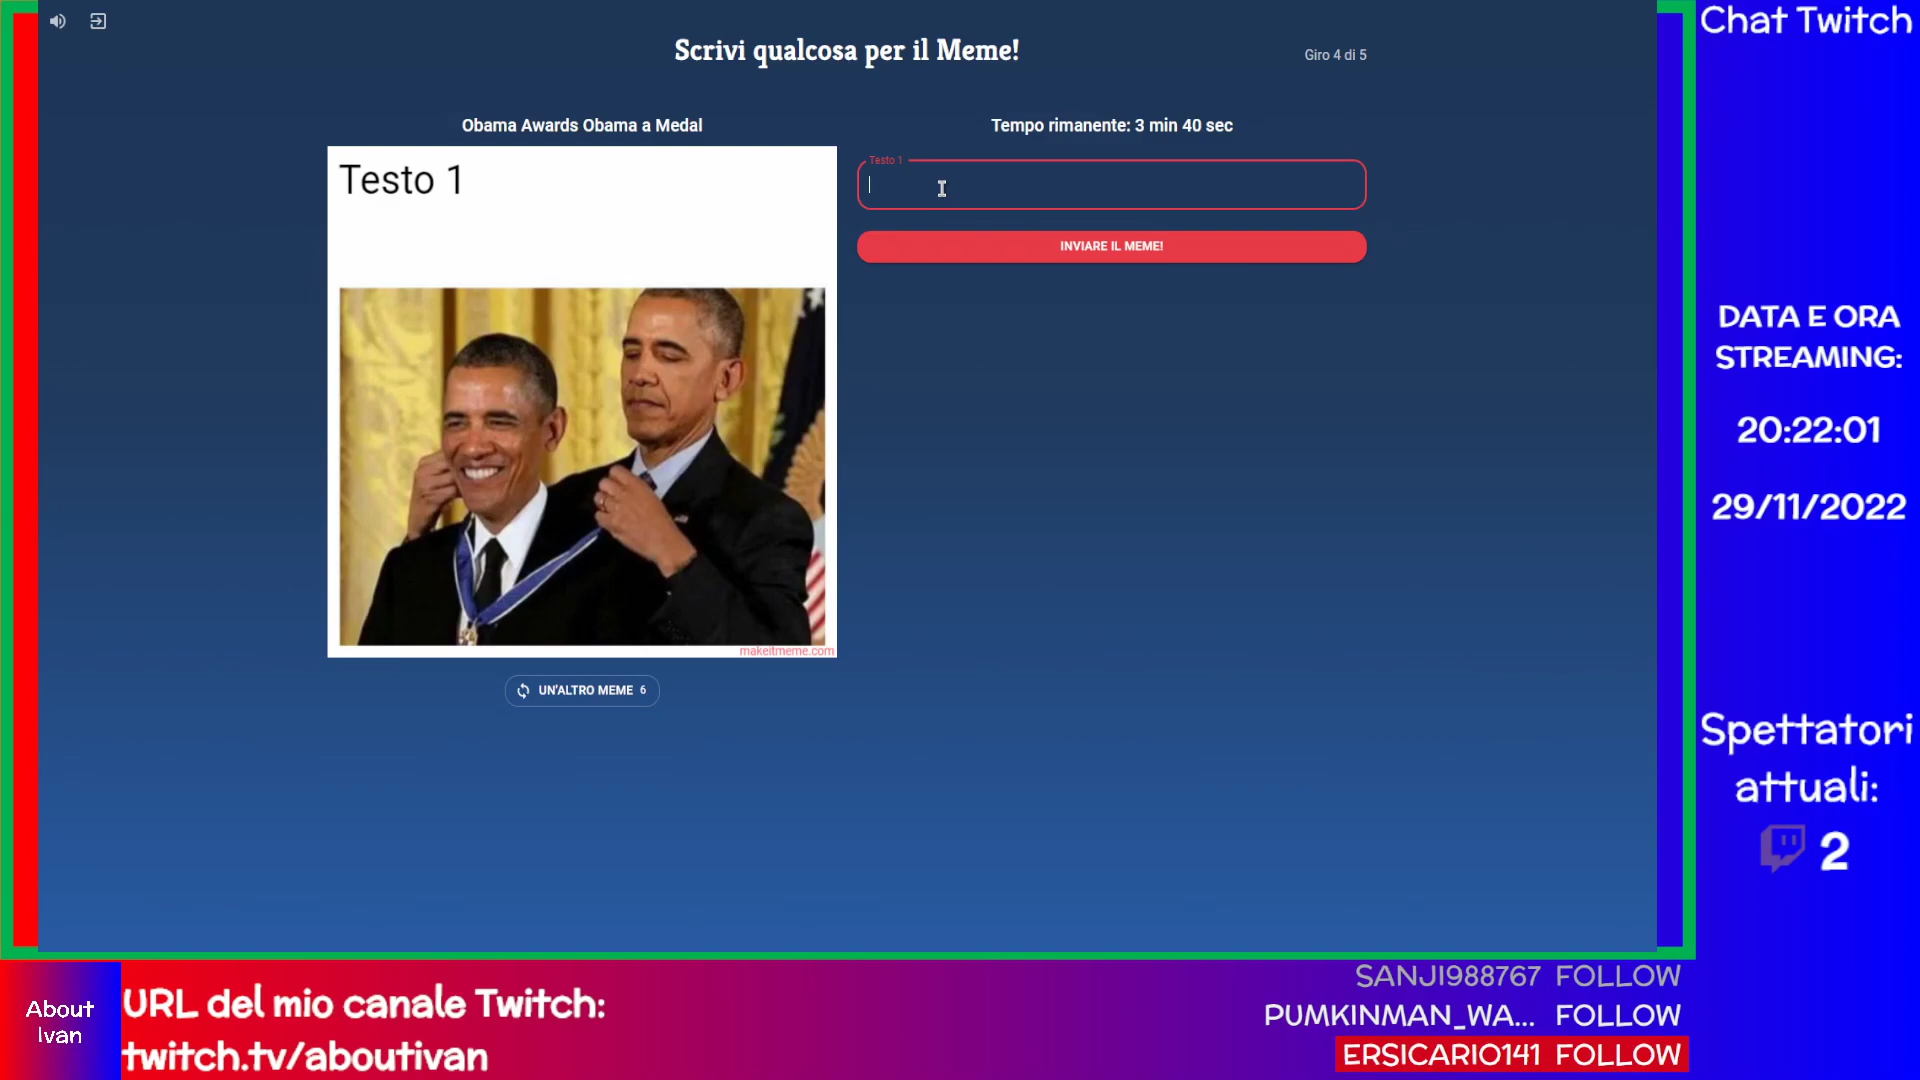 Scrivi qualcosa per il Meme!
Giro 4 di 5
Obama Awards Obama a Medal
Testo 1
makeitmeme.com
UN'ALTRO MEME 6
Tempo rimanente: 3 min 40 sec
Testo 1
INVIARE IL MEME!
Chat Twitch
DATA E ORA
STREAMING:
20:22:01
29/11/2022
Spettatori
attuali:
2
About
Ivan
URL del mio canale Twitch:
twitch.tv/aboutivan
SANJI988767 FOLLOW
PUMKINMAN_WA... FOLLOW
ERSICARIO141 FOLLOW